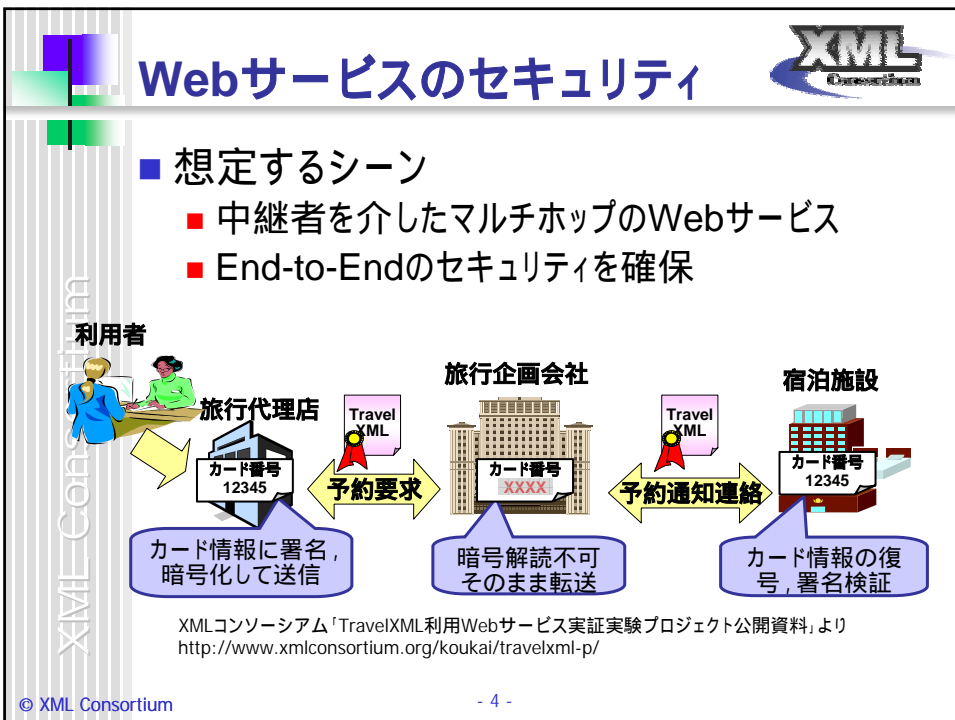 Webサービスのセキュリティ
XML
Consortium
想定するシーン
中継者を介したマルチホップのWebサービス
End-to-Endのセキュリティを確保
XML Consortium
利用者
旅行代理店
カード番号
12345
Travel
XML
予約要求
旅行企画会社
カード番号
XXXX
Travel
XML
予約通知連絡
宿泊施設
カード番号
12345
カード情報に署名,
暗号化して送信
暗号解読不可
そのまま転送
カード情報の復
号,署名検証
XMLコンソーシアム「TravelXML利用Webサービス実証実験プロジェクト公開資料」より
http://www.xmlconsortium.org/koukai/travelxml-p/
© XML Consortium
- 4 -